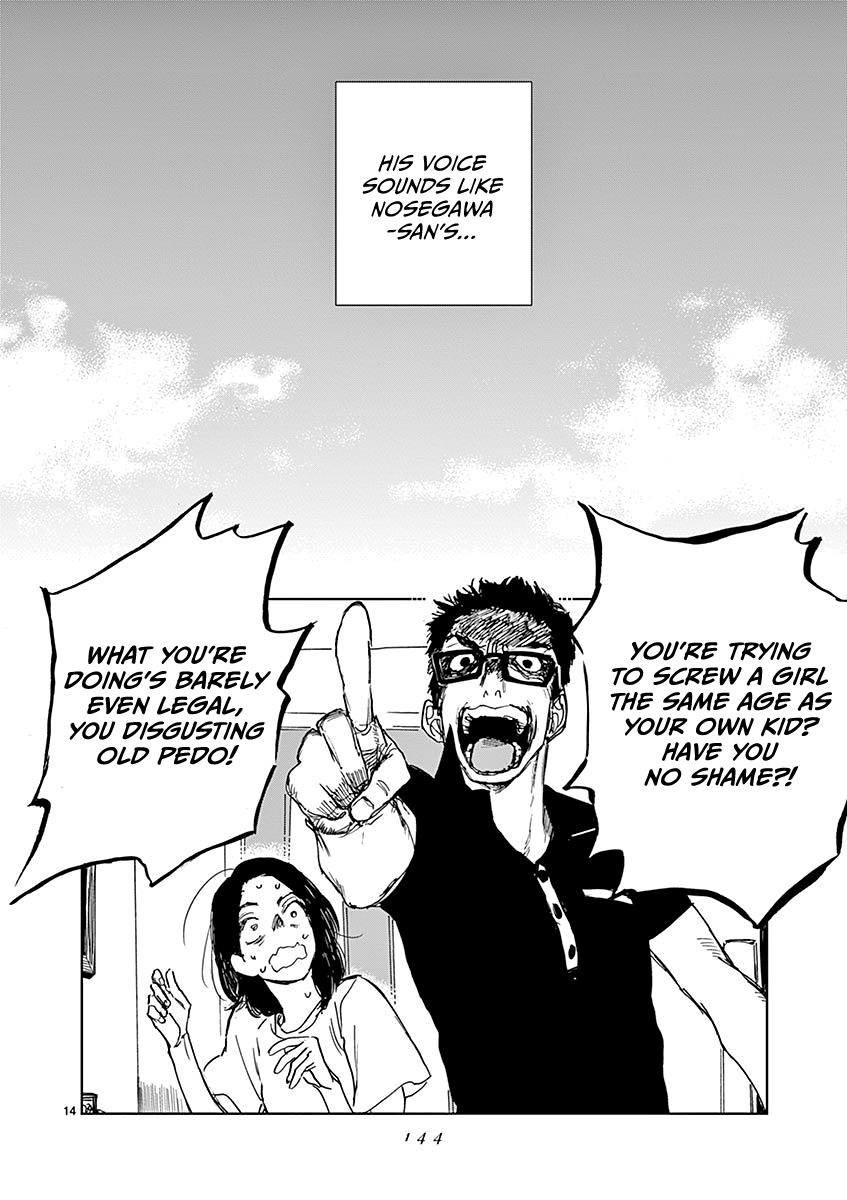 HIS VOICE
SOUNDS LIKE
NOSEGAWA
-SAN'S...
YOU'RE TRYING
TO SCREW A GIRL
THE SAME AGE AS
YOUR OWN KID?
HAVE YOU
NO SHAME?!
WHAT YOU'RE
DOING'S BARELY
EVEN LEGAL,
YOU DISGUSTING
OLD PEDO!
14
144